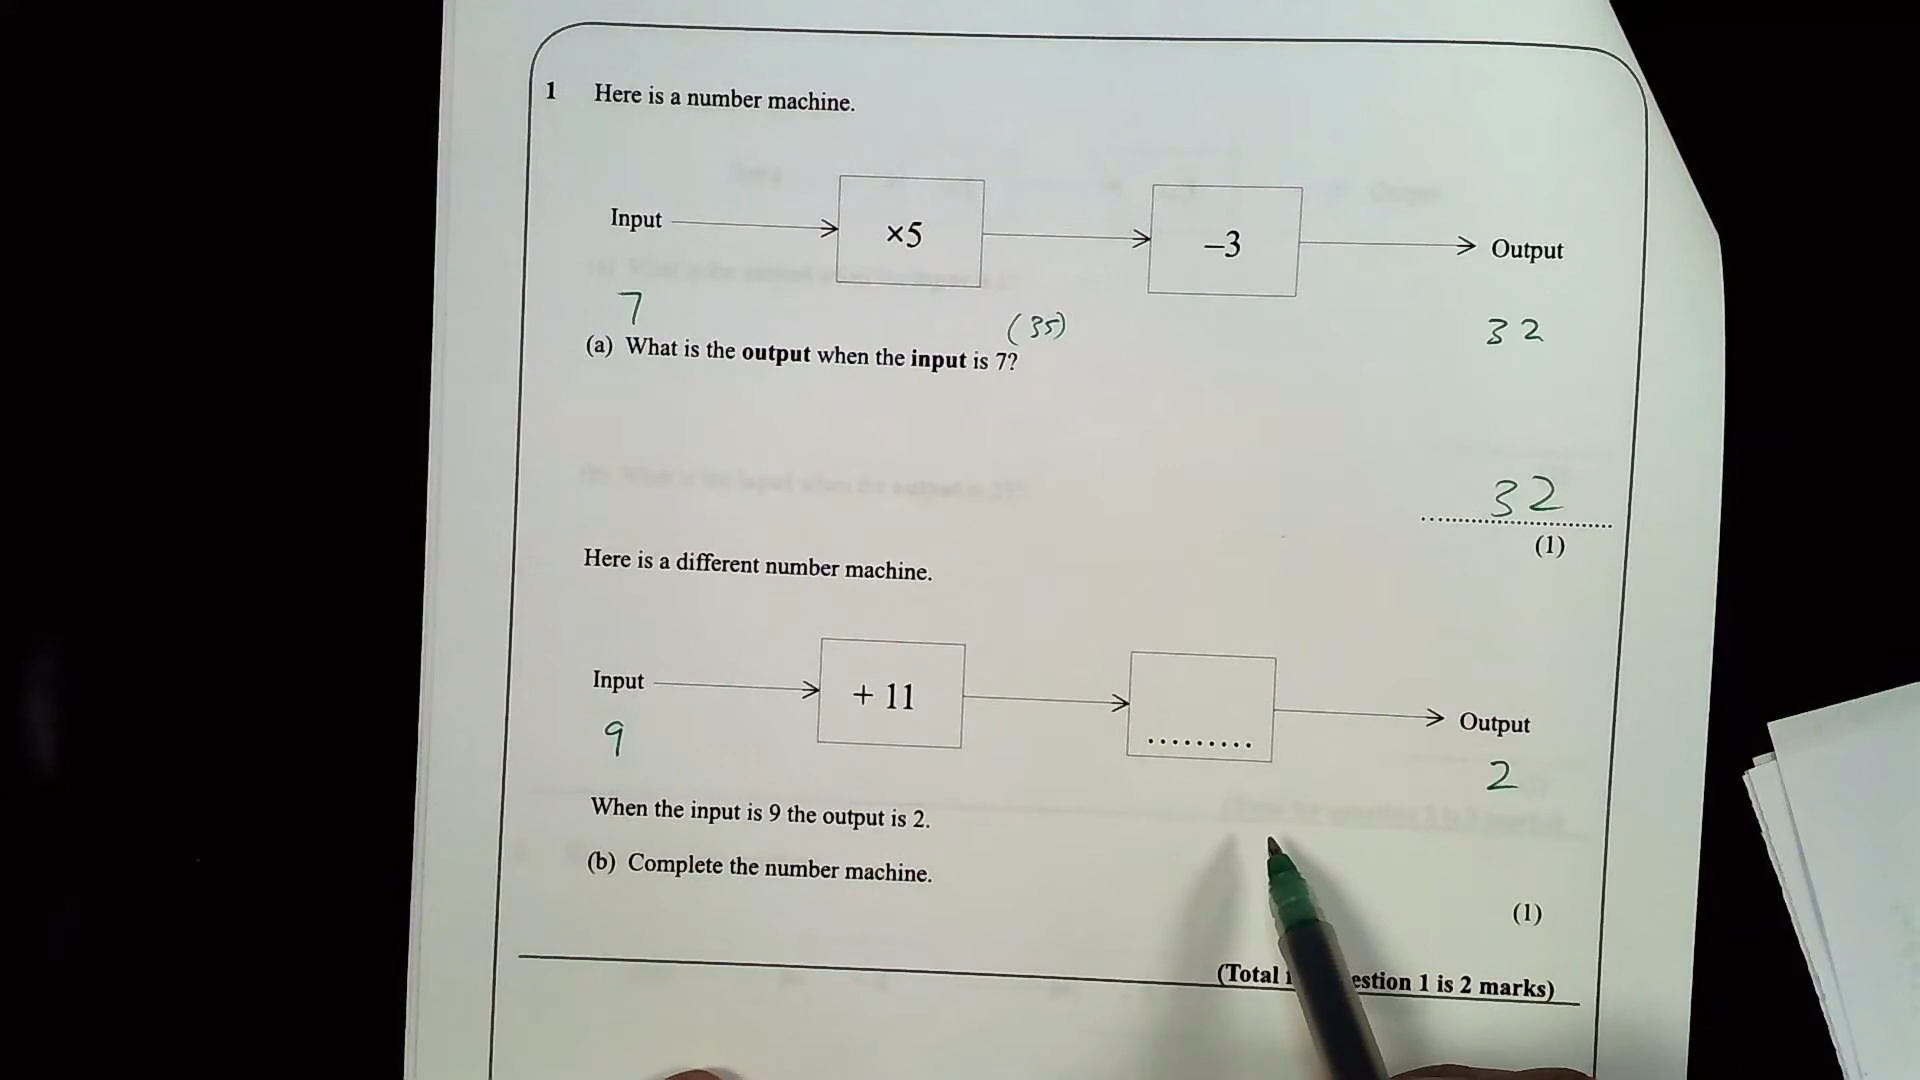 1 Here is a number machine.
Input ×5 –3 Output
7 (35) 32
(a) What is the output when the input is 7?
32
(1)
Here is a different number machine.
Input + 11 ......... Output
9 2
When the input is 9 the output is 2.
(b) Complete the number machine.
(1)
(Total estion 1 is 2 marks)